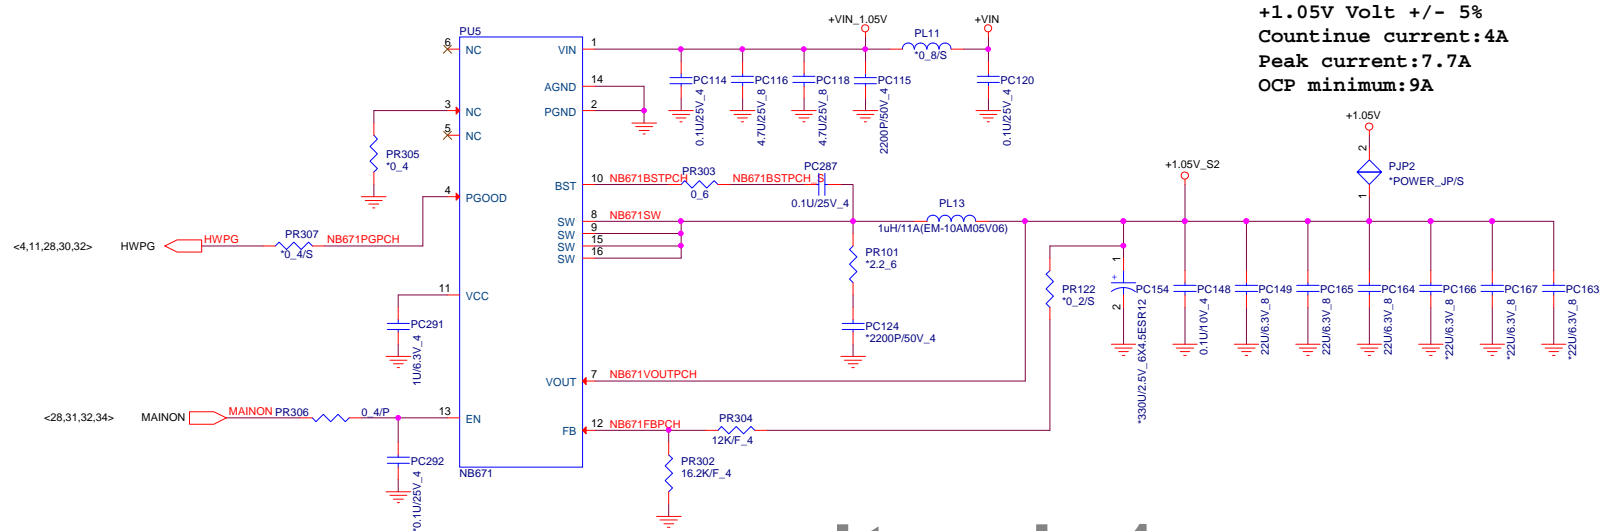 +1.05V Volt +/- 5%
Countinue current:4A
Peak current:7.7A
OCP minimum:9A
+VIN_1.05V
+VIN
PL11
*0_8/S
PU5
6
NC
VIN
1
14
AGND
2
PGND
3
NC
5
NC
PR305
*0_4
4
PGOOD
PC114
0.1U/25V_4
PC116
4.7U/25V_8
PC118
4.7U/25V_8
PC115
2200P/50V_4
PC120
0.1U/25V_4
+1.05V
2
PJP2
*POWER_JP/S
1
+1.05V_S2
BST
10
NB671BSTPCH
PR303
0_6
NB671BSTPCH_S
PC287
0.1U/25V_4
SW
8
NB671SW
SW
9
SW
15
SW
16
PL13
1uH/11A(EM-10AM05V06)
<4,11,28,30,32>
HWPG
HWPG
PR307
*0_4/S
NB671PGPCH
PR101
*2.2_6
PC124
*2200P/50V_4
PR122
*0_2/S
1
+
2
PC154
*330U/2.5V_6X4.5ESR12
PC148
0.1U/10V_4
PC149
22U/6.3V_8
PC165
22U/6.3V_8
PC164
22U/6.3V_8
PC166
*22U/6.3V_8
PC167
*22U/6.3V_8
PC163
*22U/6.3V_8
11
VCC
PC291
1U/6.3V_4
VOUT
7
NB671VOUTPCH
<28,31,32,34>
MAINON
MAINON
PR306
0_4/P
13
EN
PC292
*0.1U/25V_4
FB
12
NB671FBPCH
PR304
12K/F_4
PR302
16.2K/F_4
NB671